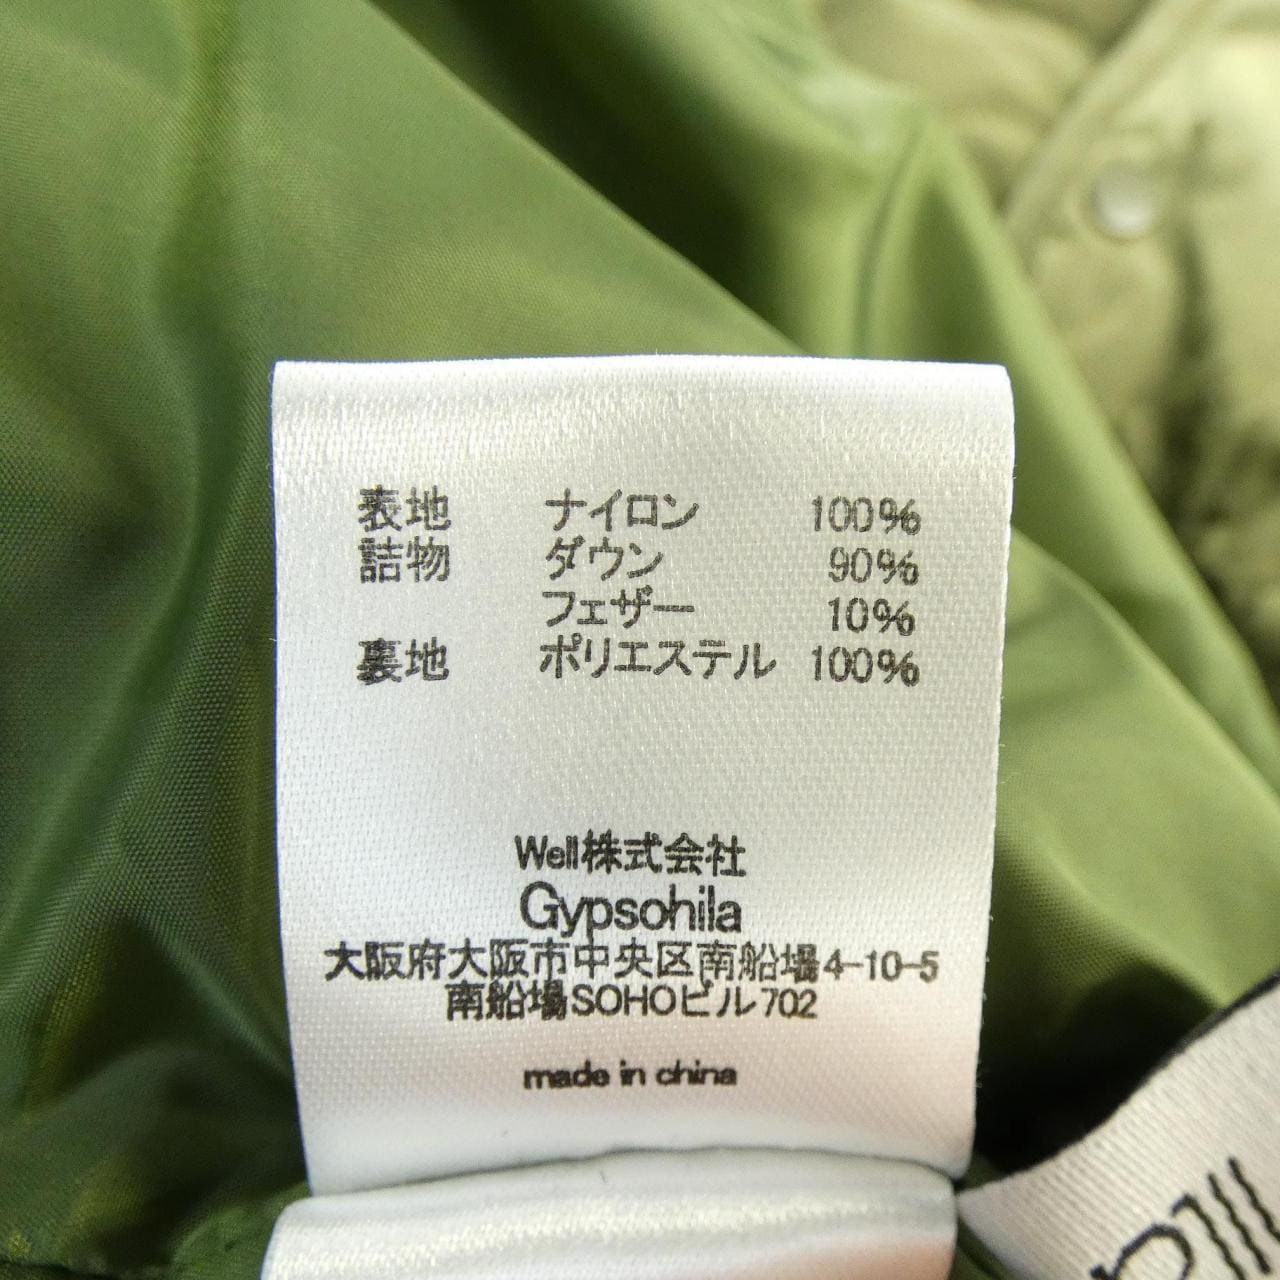 表地 ナイロン 100%
詰物 ダウン 90%
フェザー 10%
裏地 ポリエステル 100%
Well株式会社
Gypsohila
大阪府大阪市中央区南船場4-10-5
南船場SOHOビル702
made in china